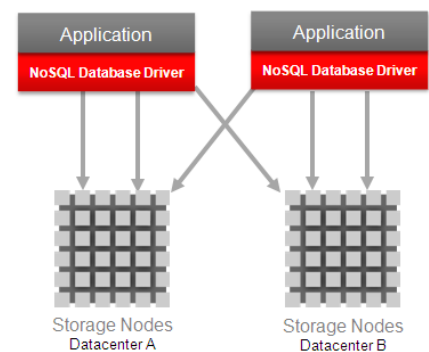 Application
NoSQL Database Driver
Application
NoSQL Database Driver
Storage Nodes
Datacenter A
Storage Nodes
Datacenter B